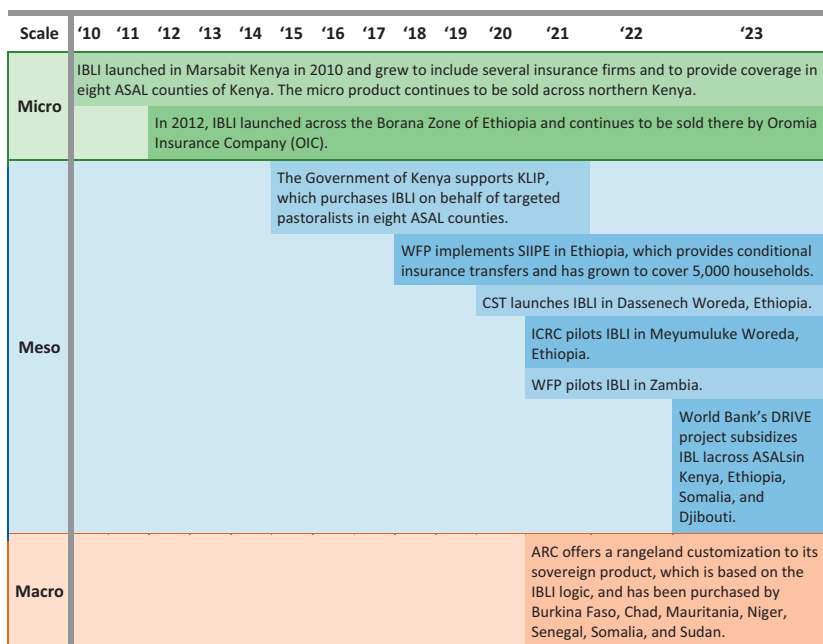 Scale ‘10 ‘11 ‘12 ‘13 ‘14 ‘15 ‘16 ‘17 ‘18 ‘19 ‘20 ‘21 ‘22 ‘23
Micro
IBLI launched in Marsabit Kenya in 2010 and grew to include several insurance firms and to provide coverage in
eight ASAL counties of Kenya. The micro product continues to be sold across northern Kenya.
In 2012, IBLI launched across the Borana Zone of Ethiopia and continues to be sold there by Oromia
Insurance Company (OIC).
Meso
The Government of Kenya supports KLIP,
which purchases IBLI on behalf of targeted
pastoralists in eight ASAL counties.
WFP implements SIIPE in Ethiopia, which provides conditional
insurance transfers and has grown to cover 5,000 households.
CST launches IBLI in Dassenech Woreda, Ethiopia.
ICRC pilots IBLI in Meyumuluke Woreda,
Ethiopia.
WFP pilots IBLI in Zambia.
World Bank’s DRIVE
project subsidizes
IBL Iacross ASALsin
Kenya, Ethiopia,
Somalia, and
Djibouti.
Macro
ARC offers a rangeland customization to its
sovereign product, which is based on the
IBLI logic, and has been purchased by
Burkina Faso, Chad, Mauritania, Niger,
Senegal, Somalia, and Sudan.